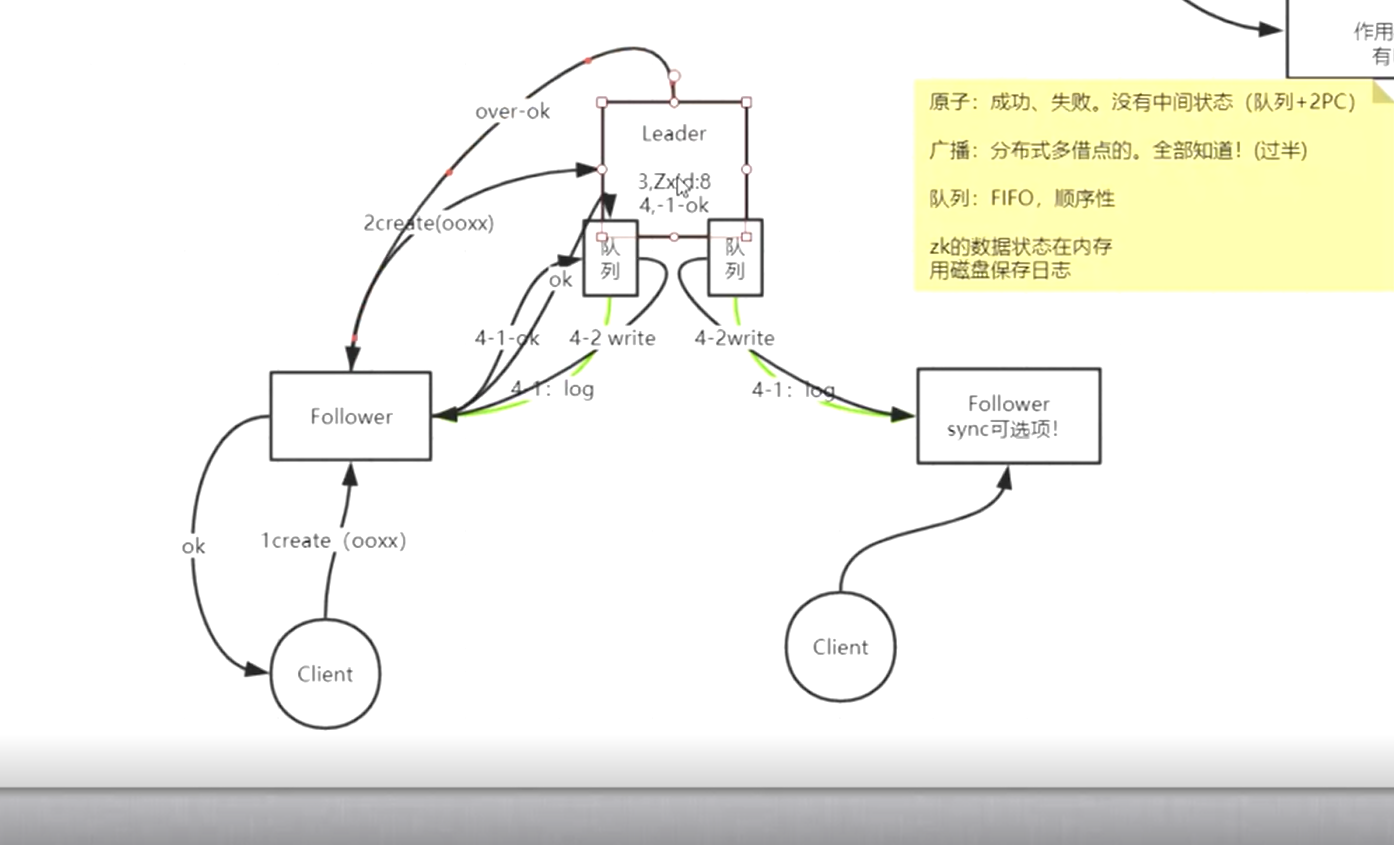 作用
有
over-ok
原子：成功、失败。没有中间状态（队列+2PC）
广播：分布式多借点的。全部知道！(过半)
队列：FIFO，顺序性
zk的数据状态在内存
用磁盘保存日志
Leader
4,-1-ok
2create(ooxx)
队列
队列
ok
4-1-ok
4-2 write
4-2write
4-1：log
4-1：log
Follower
Follower
sync可选项！
ok
1create（ooxx）
Client
Client